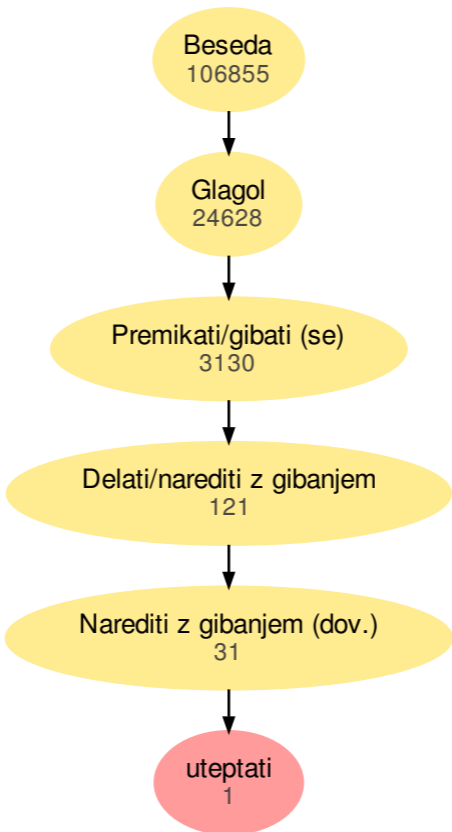 Beseda
106855
Glagol
24628
Premikati/gibati (se)
3130
Delati/narediti z gibanjem
121
Narediti z gibanjem (dov.)
31
uteptati
1